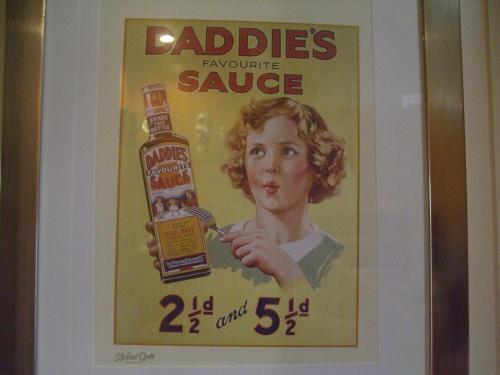 DADDIE'S
FAVOURITE
SAUCE
SHAKE
THE
BOTTLE
DADDIES
FAVOURITE
SAUCE
2½d and 5½d